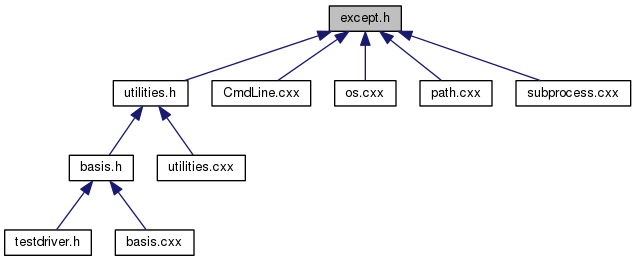 except.h
utilities.h
CmdLine.cxx
os.cxx
path.cxx
subprocess.cxx
basis.h
utilities.cxx
testdriver.h
basis.cxx